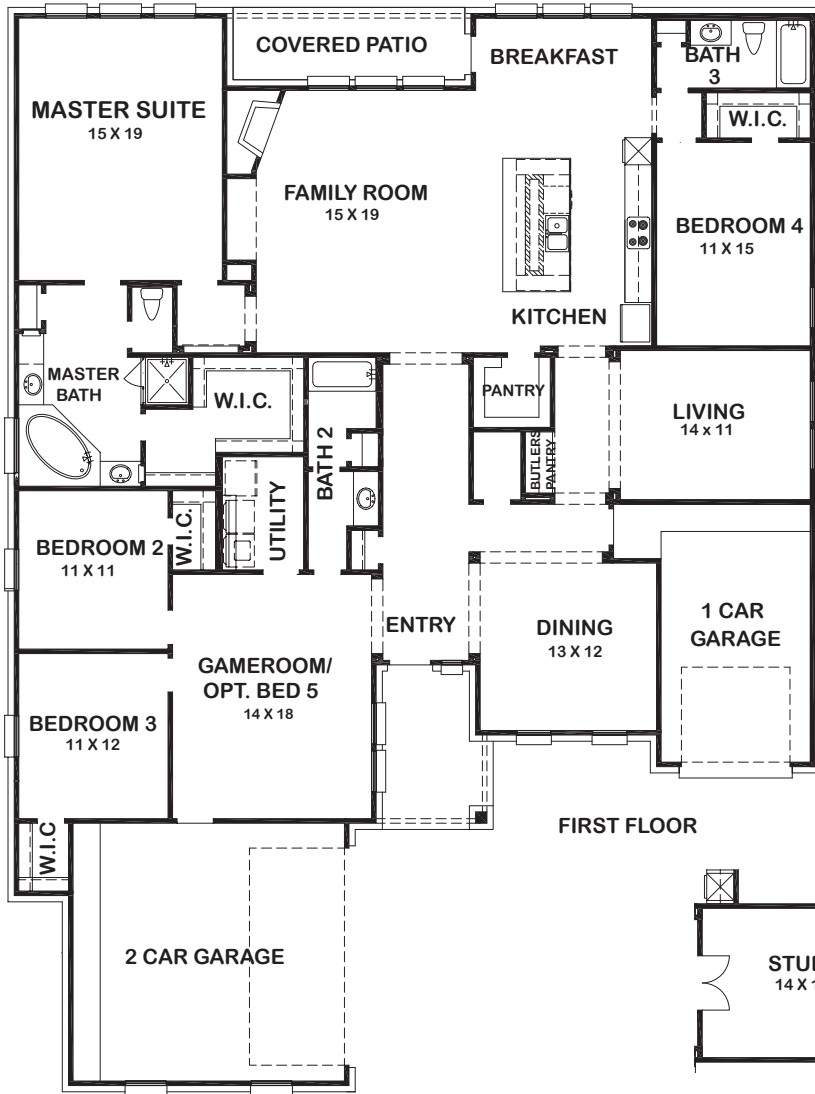 COVERED PATIO
BREAKFAST
BATH
3
MASTER SUITE
15 X 19
W.I.C.
FAMILY ROOM
15 X 19
BEDROOM 4
11 X 15
KITCHEN
MASTER
BATH
W.I.C.
PANTRY
LIVING
14 x 11
BATH 2
BUTLERS
PANTRY
UTILITY
W.I.C.
BEDROOM 2
11 X 11
ENTRY
DINING
13 X 12
1 CAR
GARAGE
GAMEROOM/
OPT. BED 5
14 X 18
BEDROOM 3
11 X 12
W.I.C
FIRST FLOOR
2 CAR GARAGE
14 X